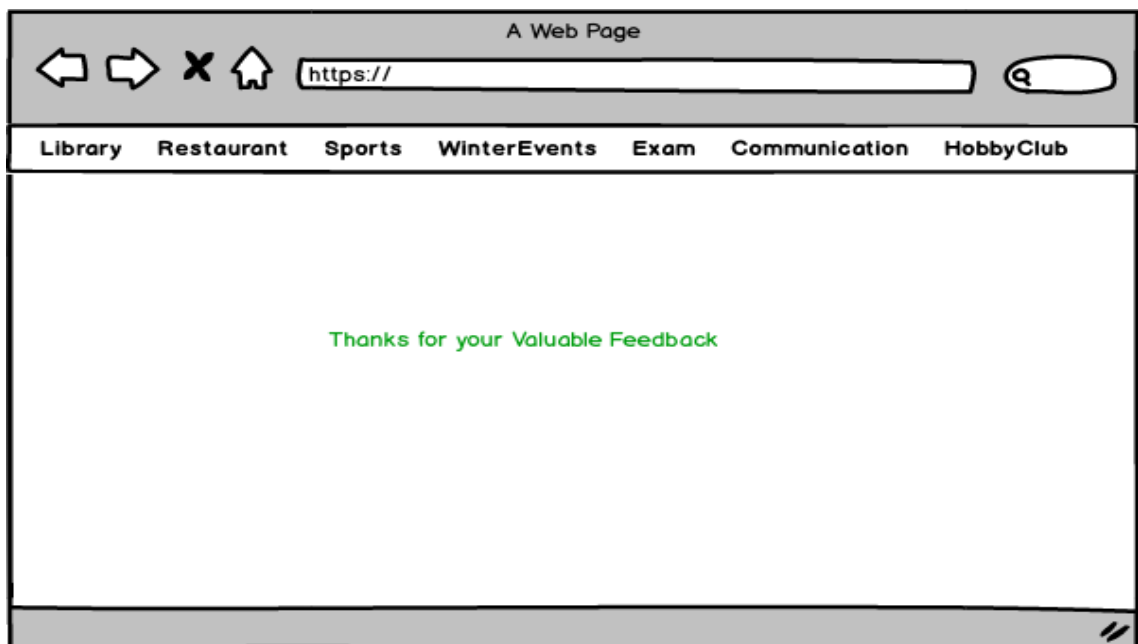 A Web Page
https://
Library Restaurant Sports WinterEvents Exam Communication HobbyClub
Thanks for your Valuable Feedback